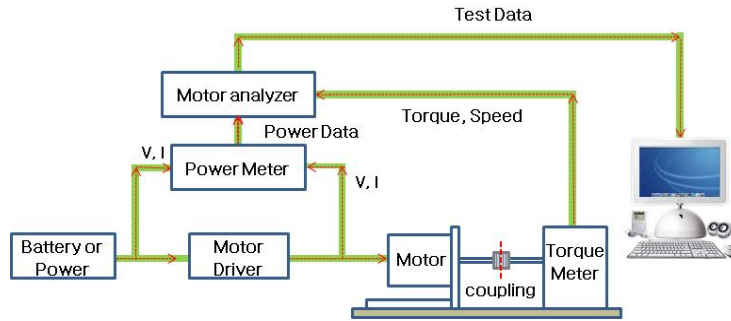 Test Data
Motor analyzer
Torque, Speed
Power Data
V, I
Power Meter
V, I
Battery or
Power
Motor
Driver
Motor
coupling
Torque
Meter